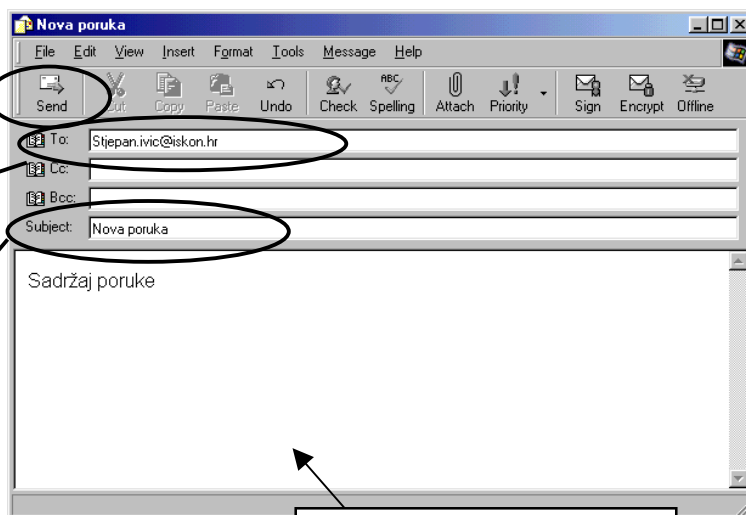 Nova poruka
File Edit View Insert Format Tools Message Help
ABC
Send Cut Copy Paste Undo Check Spelling Attach Priority Sign Encrypt Offline
To: Stjepan.ivic@iskon.hr
Cc:
Bcc:
Subject: Nova poruka
Sadržaj poruke